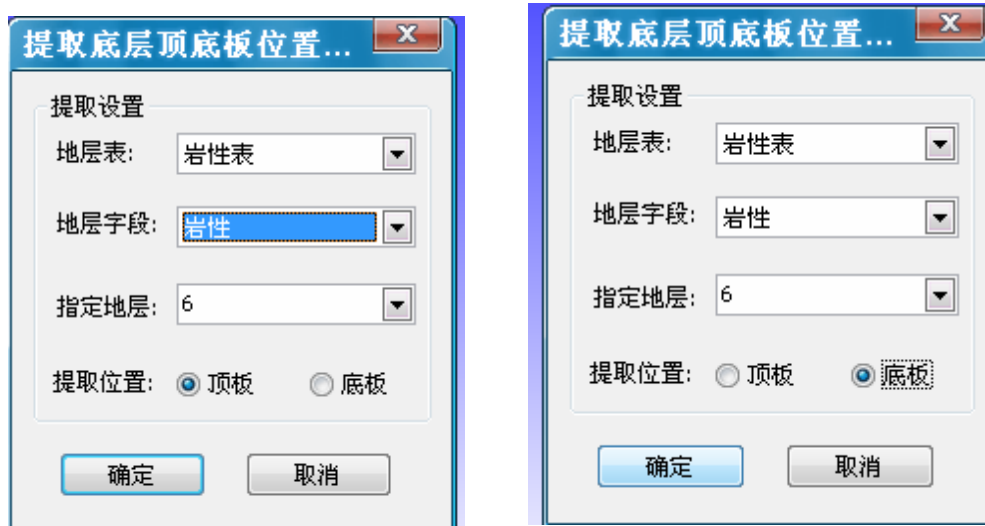 提取底层顶底板位置...
提取设置
地层表: 岩性表
地层字段: 岩性
指定地层: 6
提取位置: 顶板 底板
确定 取消
提取底层顶底板位置...
提取设置
地层表: 岩性表
地层字段: 岩性
指定地层: 6
提取位置: 顶板 底板
确定 取消